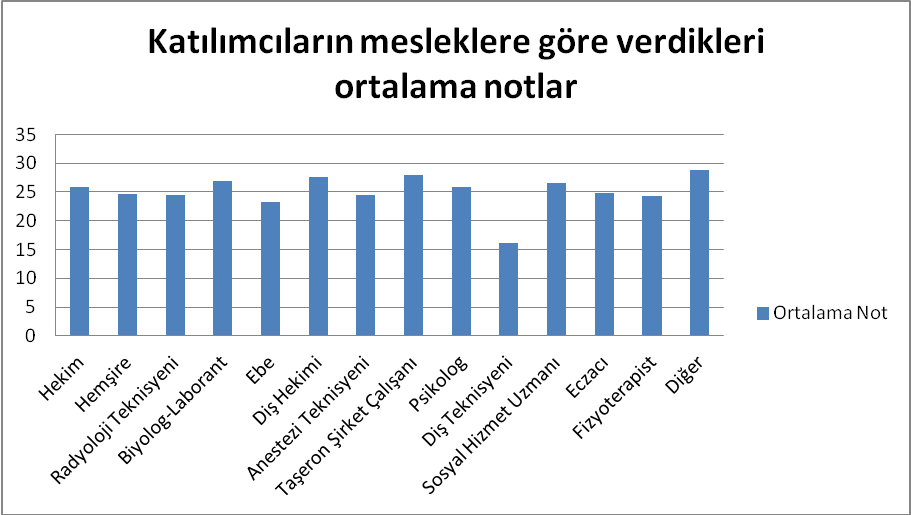 Katılımcıların mesleklere göre verdikleri
ortalama notlar
35
30
25
20
15
10
5
0
Hekim
Hemşire
Radyoloji Teknisyeni
Biyolog-Laborant
Ebe
Diş Hekimi
Anestezi Teknisyeni
Taşeron Şirket Çalışanı
Psikolog
Diş Teknisyeni
Sosyal Hizmet Uzmanı
Eczacı
Fizyoterapist
Diğer
Ortalama Not